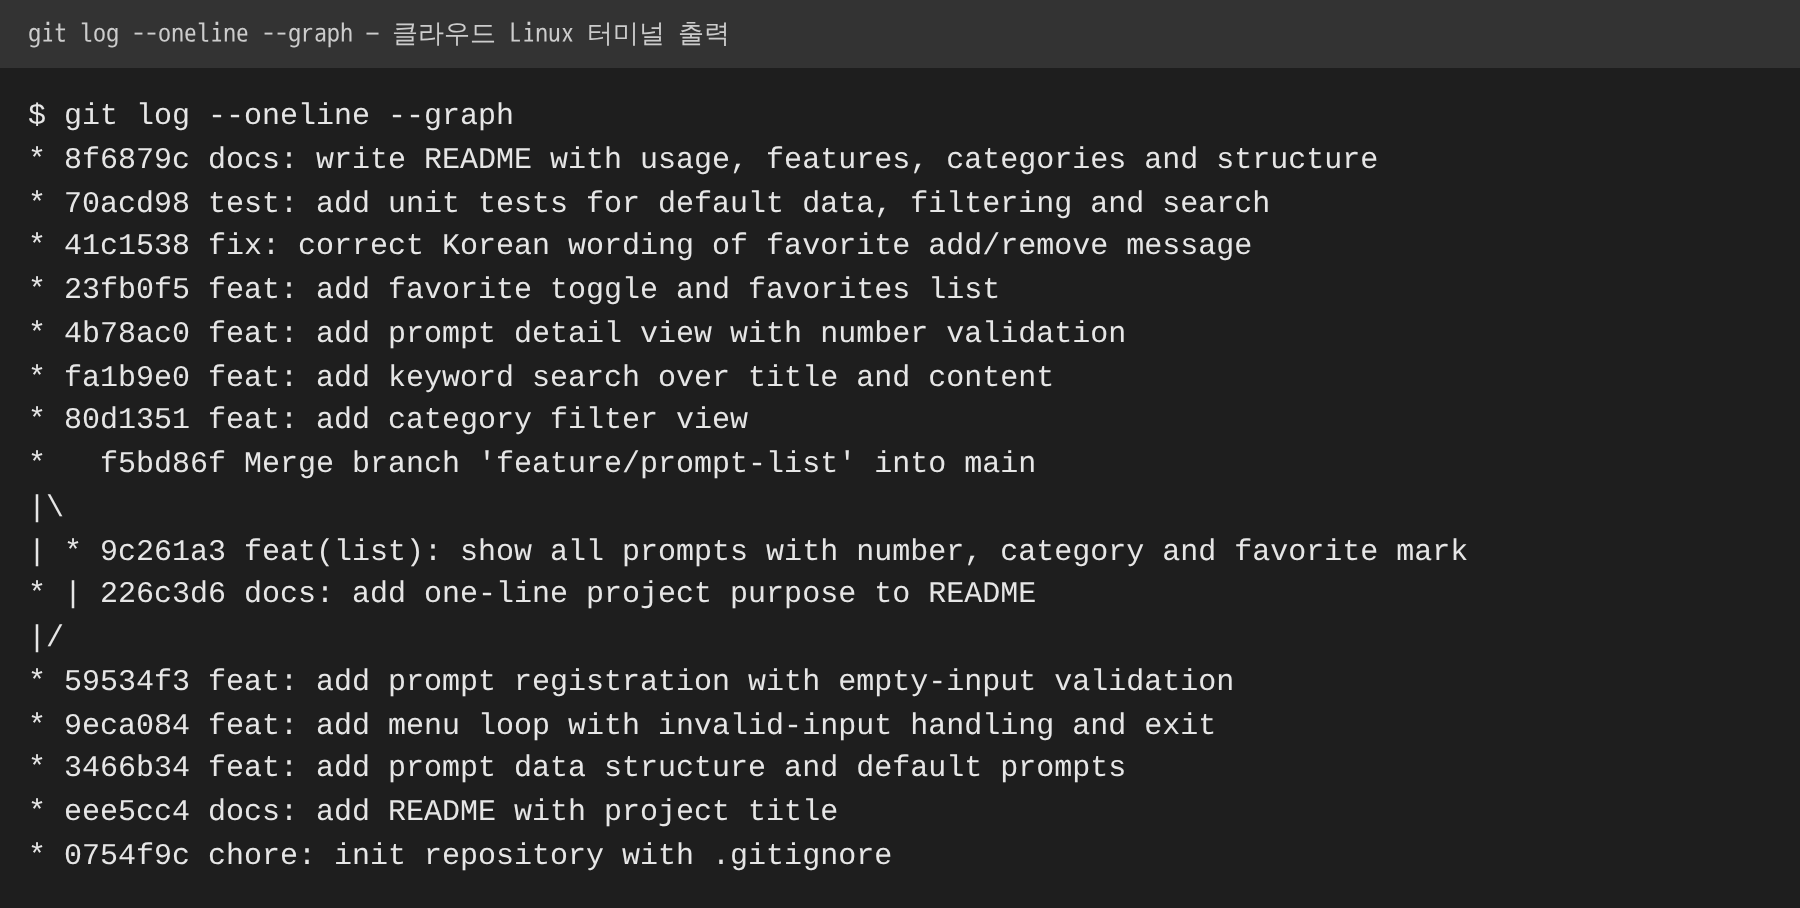 git log --oneline --graph — 클라우드 Linux 터미널 출력
$ git log --oneline --graph
* 8f6879c docs: write README with usage, features, categories and structure
* 70acd98 test: add unit tests for default data, filtering and search
* 41c1538 fix: correct Korean wording of favorite add/remove message
* 23fb0f5 feat: add favorite toggle and favorites list
* 4b78ac0 feat: add prompt detail view with number validation
* fa1b9e0 feat: add keyword search over title and content
* 80d1351 feat: add category filter view
*   f5bd86f Merge branch 'feature/prompt-list' into main
|\
| * 9c261a3 feat(list): show all prompts with number, category and favorite mark
* | 226c3d6 docs: add one-line project purpose to README
|/
* 59534f3 feat: add prompt registration with empty-input validation
* 9eca084 feat: add menu loop with invalid-input handling and exit
* 3466b34 feat: add prompt data structure and default prompts
* eee5cc4 docs: add README with project title
* 0754f9c chore: init repository with .gitignore